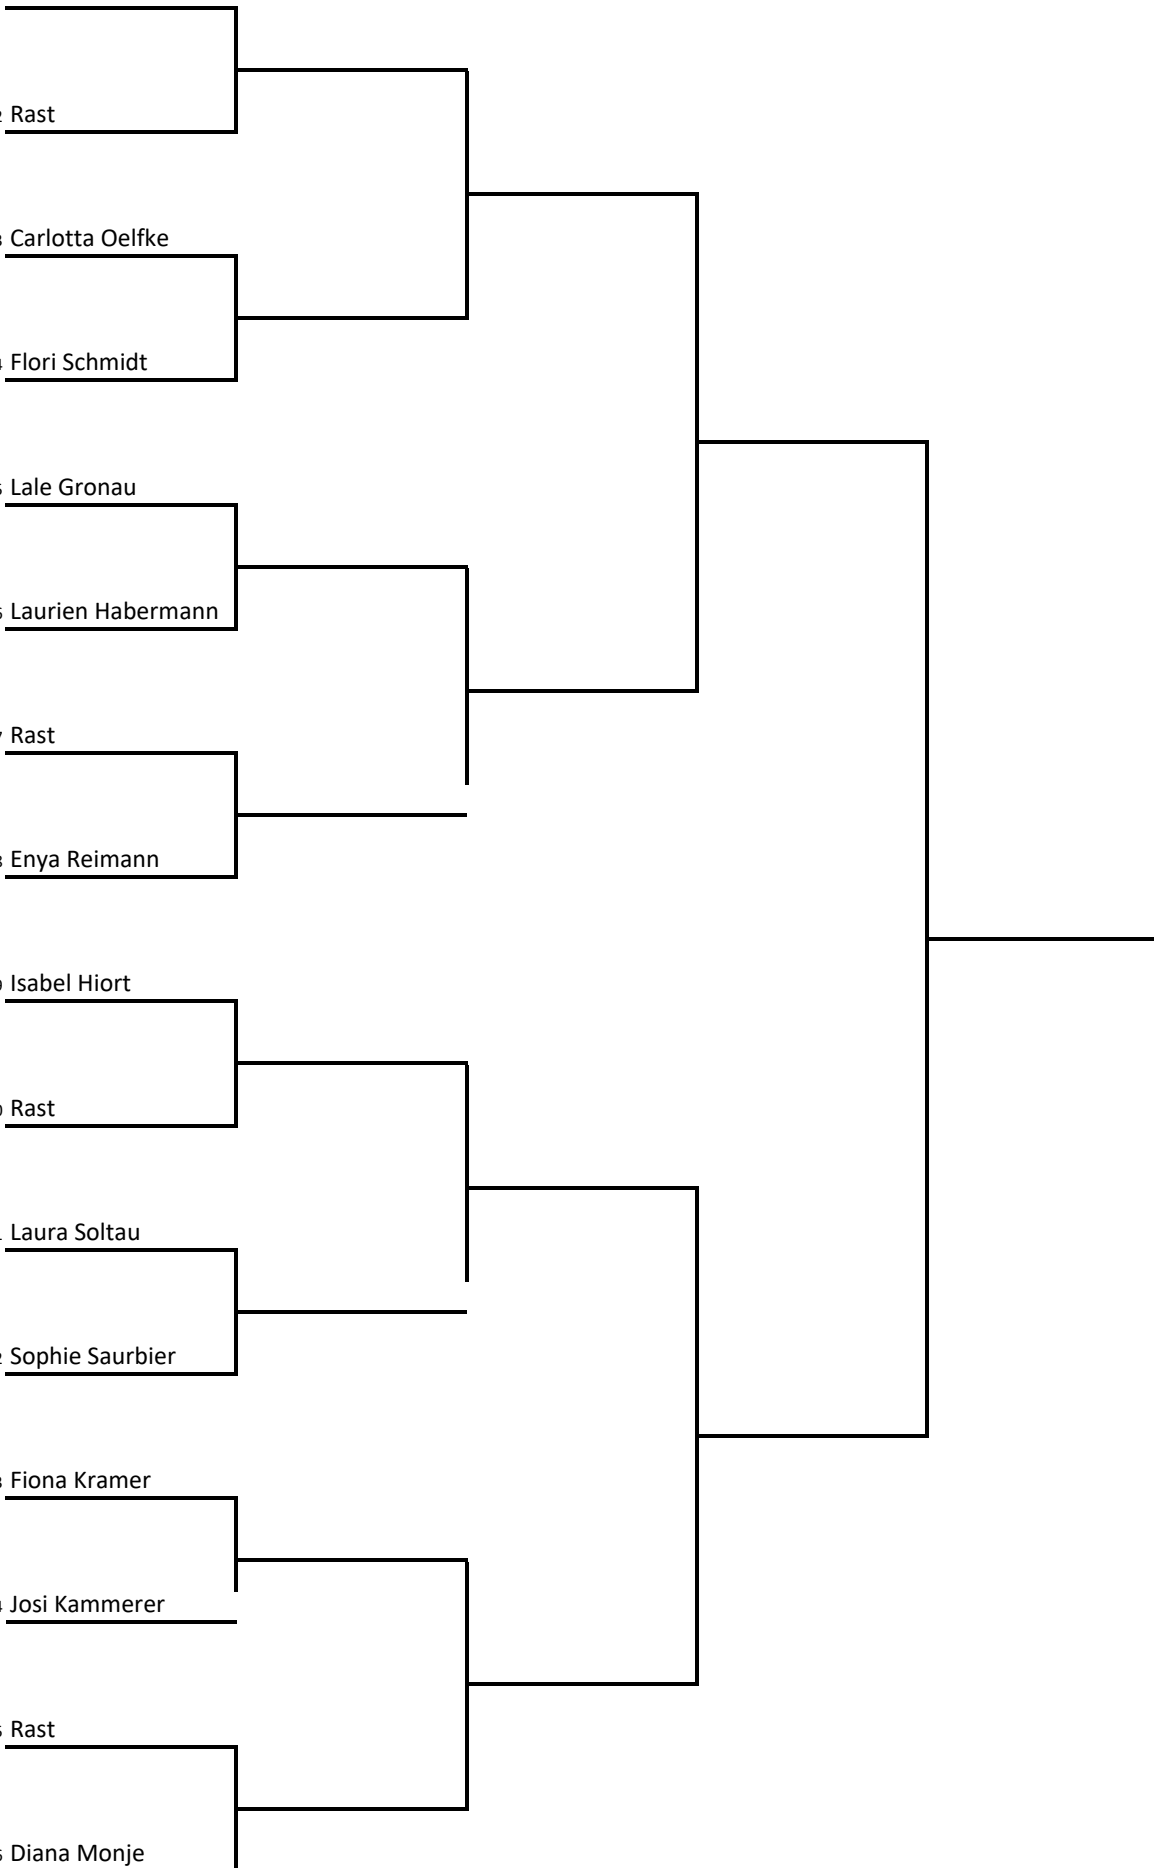 Rast
Carlotta Oelfke
Flori Schmidt
Lale Gronau
Laurien Habermann
Rast
Enya Reimann
Isabel Hiort
Rast
Laura Soltau
Sophie Saurbier
Fiona Kramer
Josi Kammerer
Rast
Diana Monje